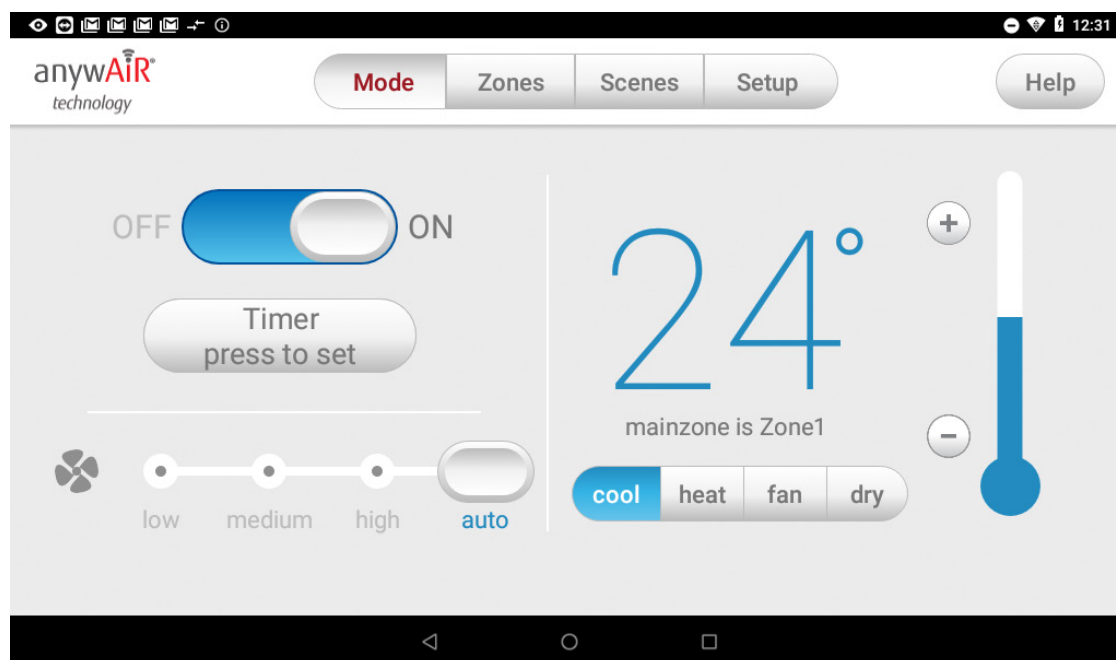 12:31
anywAiR®
technology
Mode
Zones
Scenes
Setup
Help
OFF
ON
Timer
press to set
low
medium
high
auto
24°
mainzone is Zone1
cool
heat
fan
dry